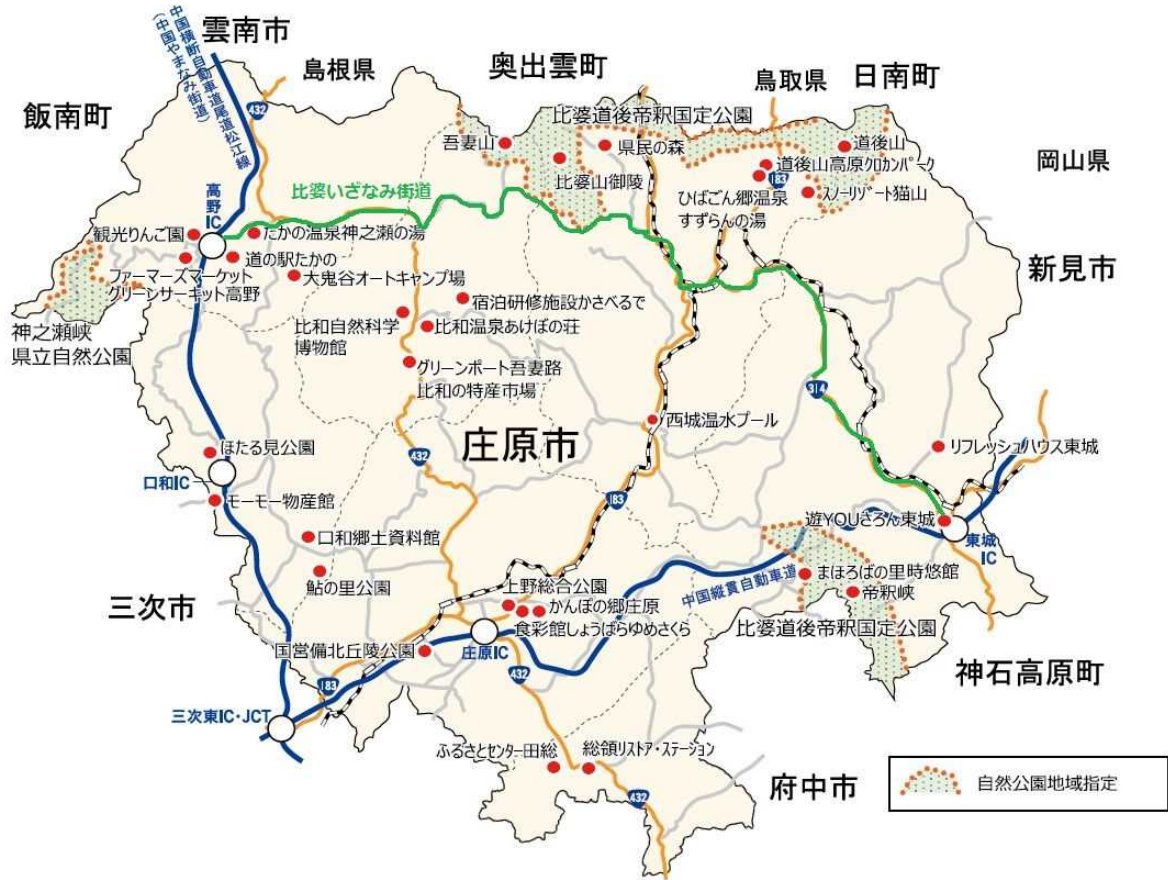 中国横断自動車道尾道松江線
(中国やまなみ街道)
雲南市
島根県
奥出雲町
鳥取県
日南町
飯南町
432
比婆道後帝釈国定公園
吾妻山
県民の森
道後山
岡山県
比婆山御陵
道後山高原クロカンパーク
183
ひばごん郷温泉
すずらんの湯
スノーリゾート猫山
比婆いざなみ街道
高野
IC
観光りんご園
たかの温泉神之瀬の湯
道の駅たかの
ファーマーズマーケット
グリーンサーキット高野
大鬼谷オートキャンプ場
新見市
宿泊研修施設かさべるで
比和自然科学
博物館
比和温泉あけぼの荘
神之瀬峡
県立自然公園
グリーンポート吾妻路
比和の特産市場
314
庄原市
西城温水プール
432
ほたる見公園
リフレッシュハウス東城
口和IC
モーモー物産館
183
遊YOUさろん東城
東城
IC
口和郷土資料館
鮎の里公園
中国縦貫自動車道
まほろばの里時悠館
帝釈峡
三次市
上野総合公園
かんぽの郷庄原
食彩館しょうばらゆめさくら
比婆道後帝釈国定公園
国営備北丘陵公園
庄原IC
432
神石高原町
183
三次東IC・JCT
ふるさとセンター田総
総領リストア・ステーション
府中市
432
自然公園地域指定